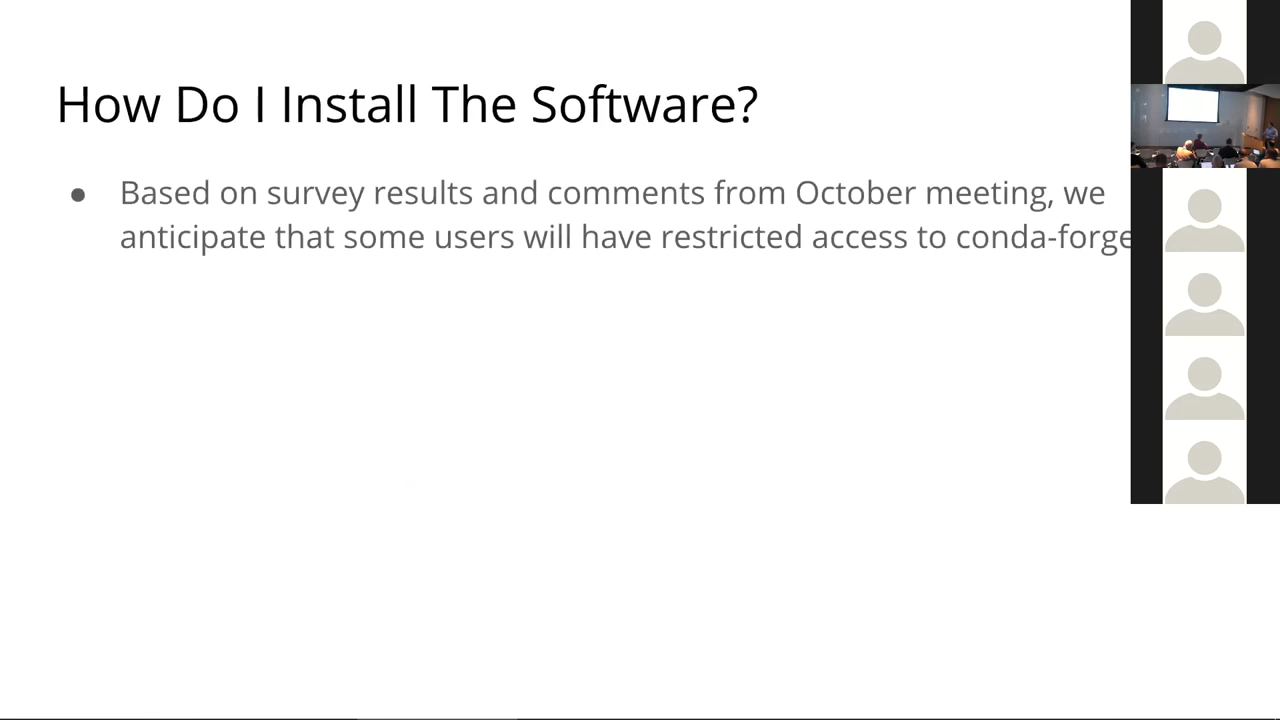 How Do I Install The Software?
● Based on survey results and comments from October meeting, we
anticipate that some users will have restricted access to conda-forge